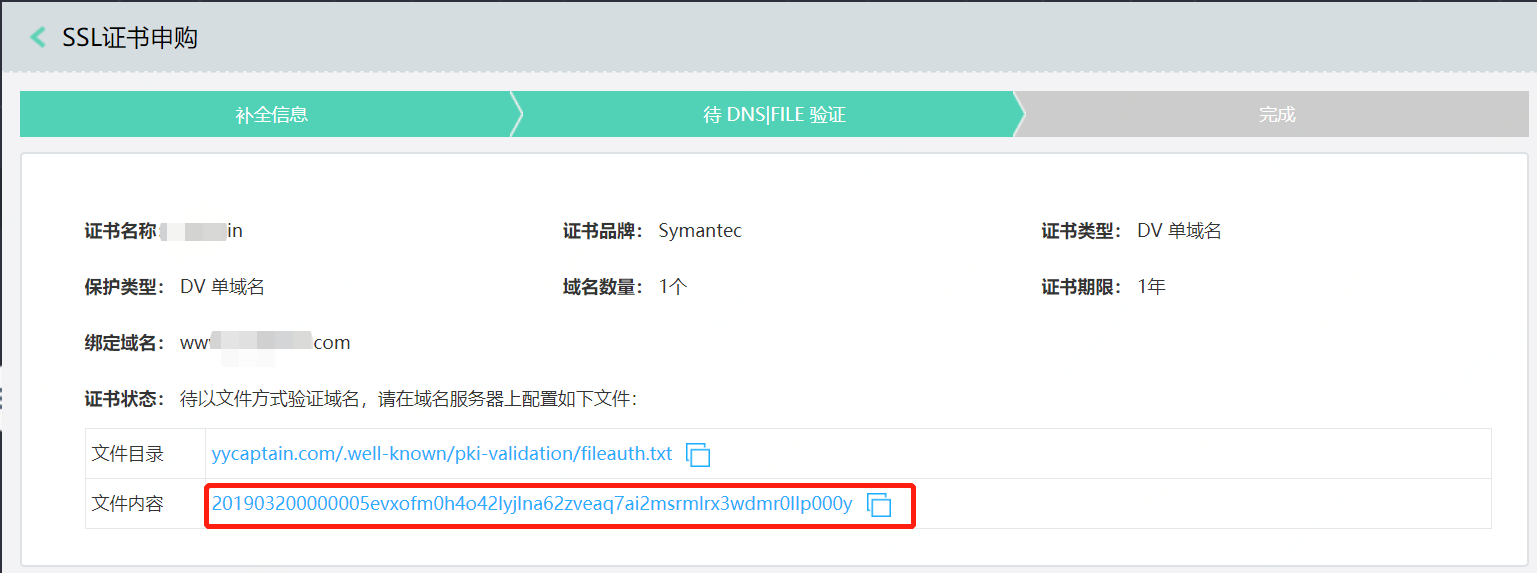 SSL证书申购
补全信息
待 DNS|FILE 验证
完成
证书名称: in
证书品牌： Symantec
证书类型： DV 单域名
保护类型： DV 单域名
域名数量： 1个
证书期限： 1年
绑定域名： www com
证书状态： 待以文件方式验证域名，请在域名服务器上配置如下文件：
文件目录 yycaptain.com/.well-known/pki-validation/fileauth.txt
文件内容 201903200000005evxofm0h4o42lyjlna62zveaq7ai2msrmlrx3wdmr0llp000y